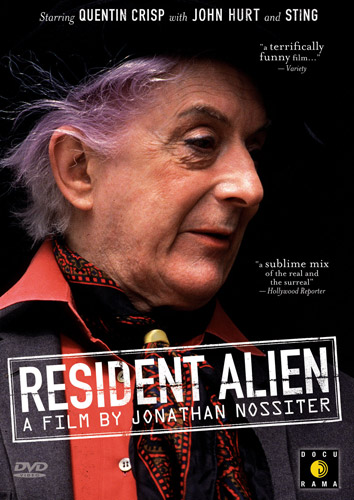 Starring QUENTIN CRISP with JOHN HURT and STING
"a terrifically
funny film..."
— Variety
"a sublime mix
of the real and
the surreal"
— Hollywood Reporter
RESIDENT ALIEN
A FILM BY JONATHAN NOSSITER
DVD
VIDEO
DOCU
RAMA